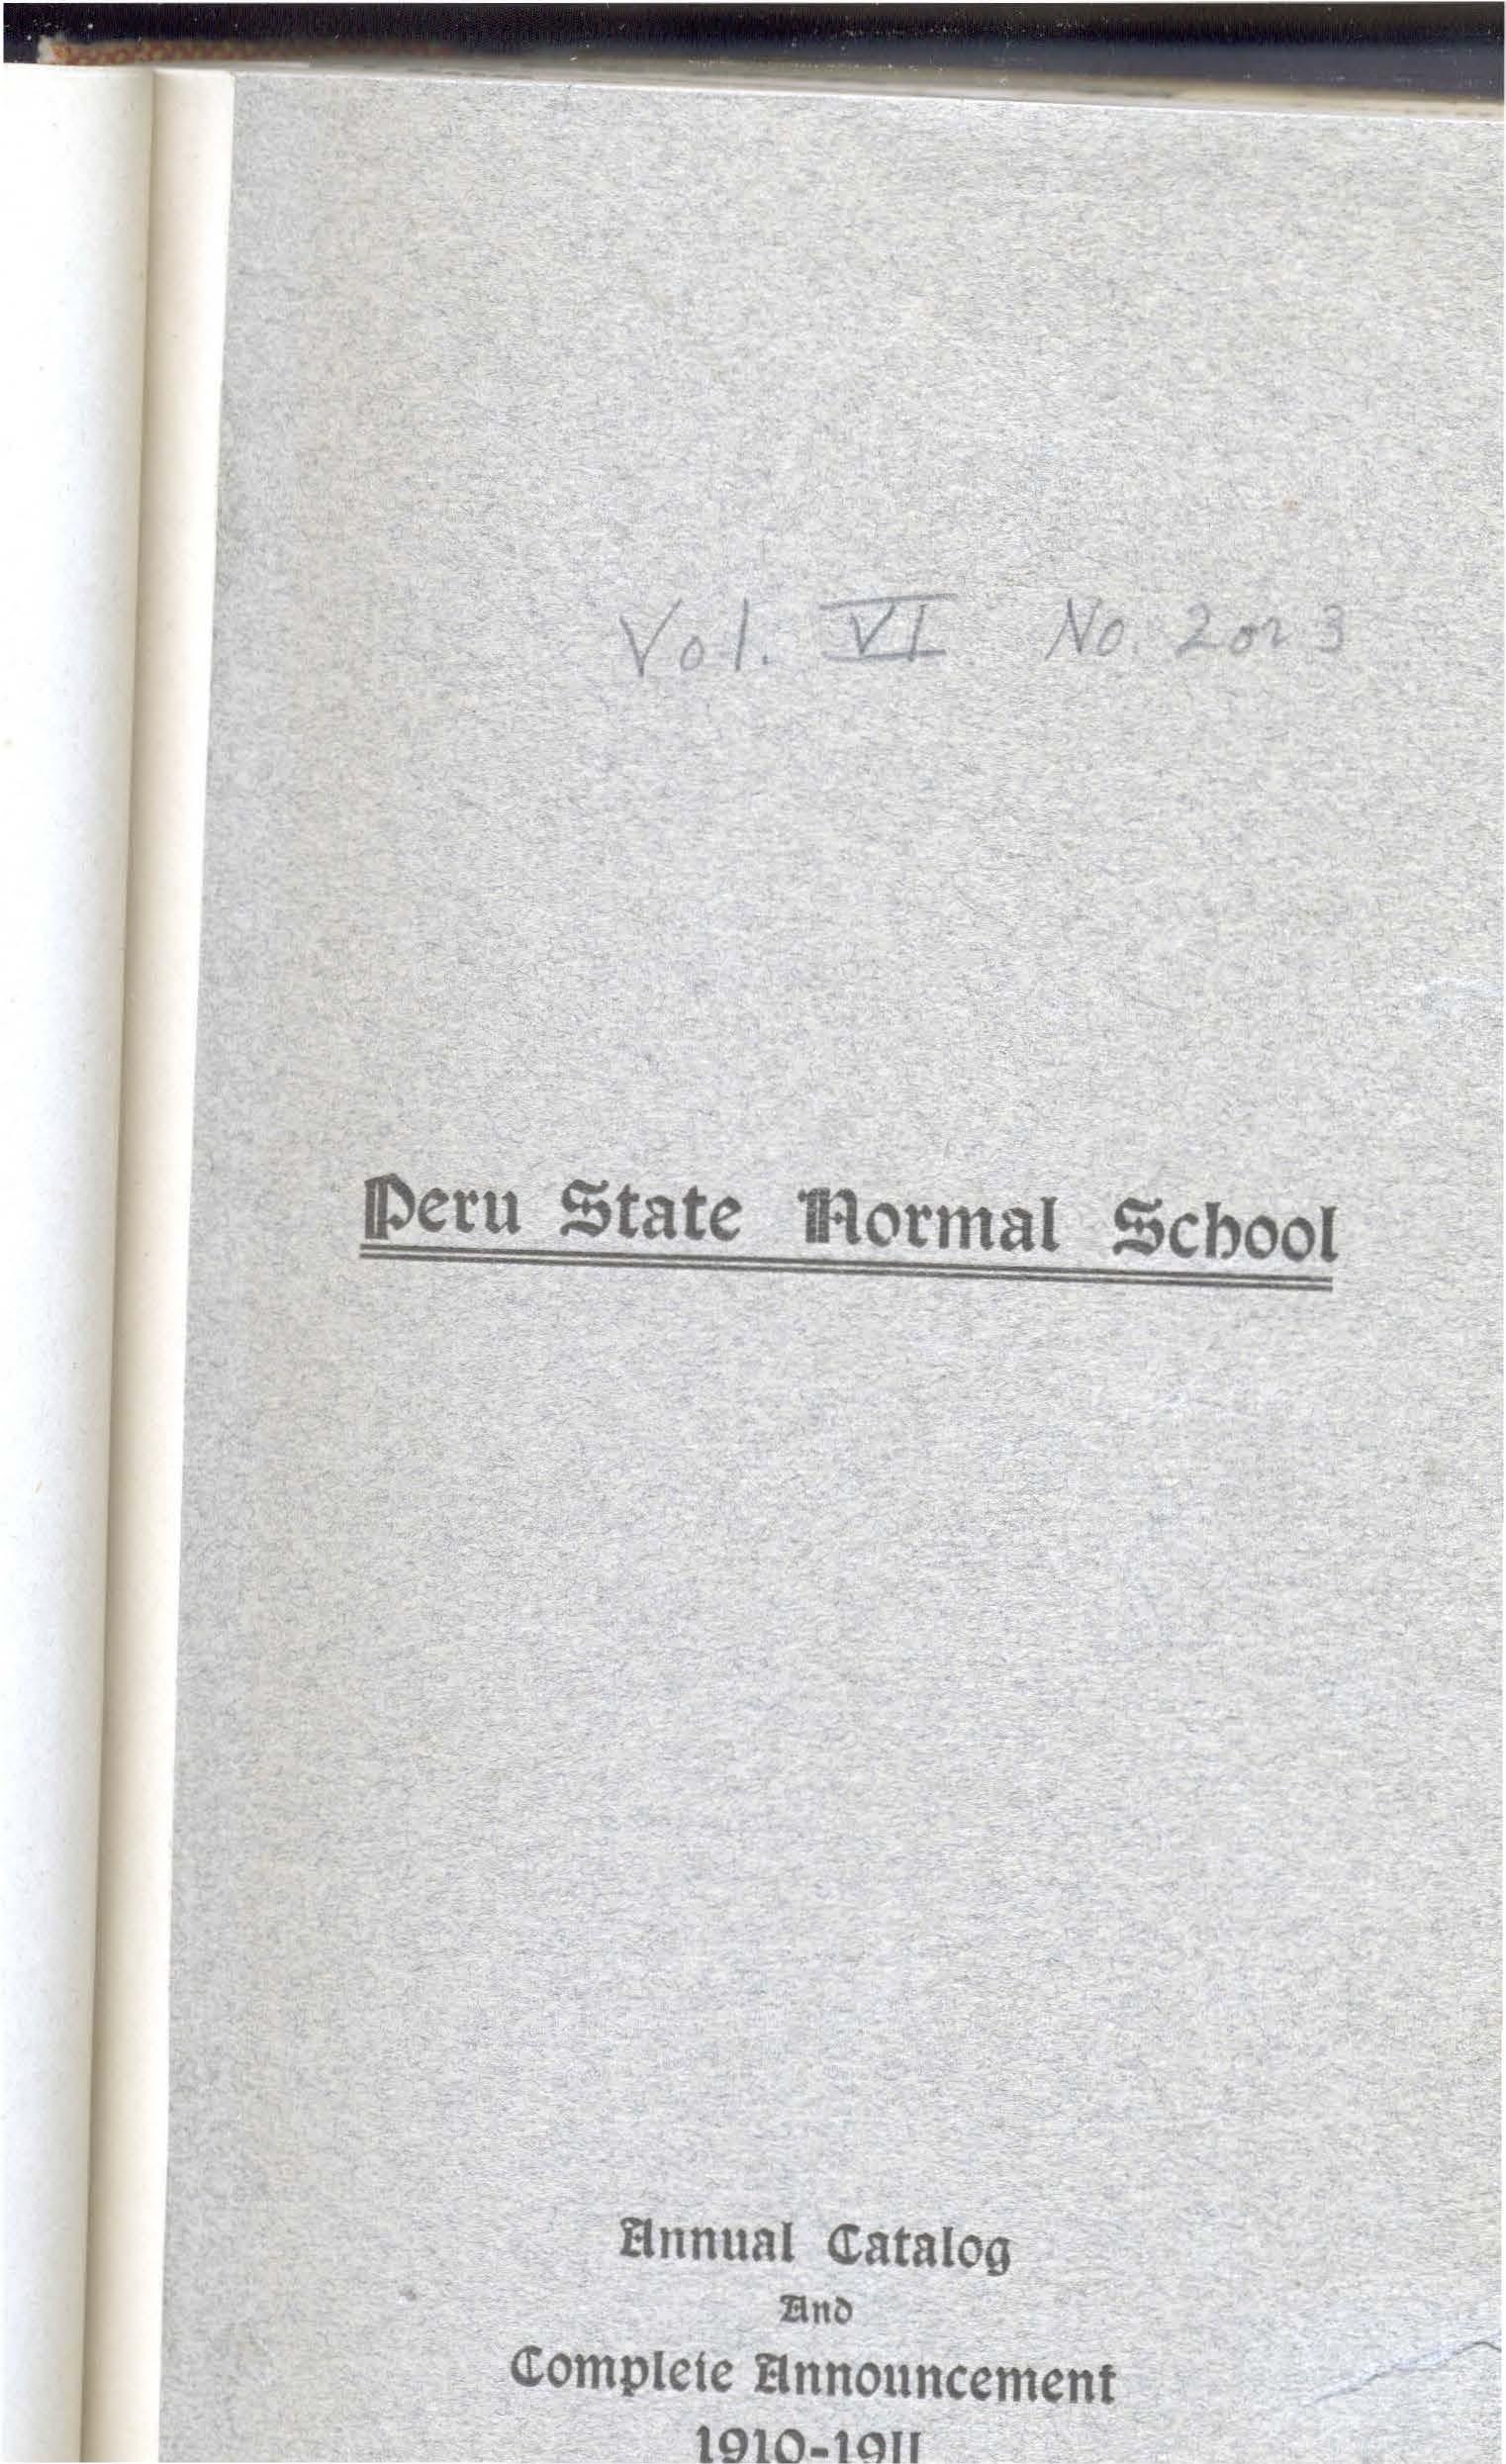 Vol. VI No. 2 or 3
Peru State Normal School
Annual Catalog
And
Complete Announcement
1910-1911